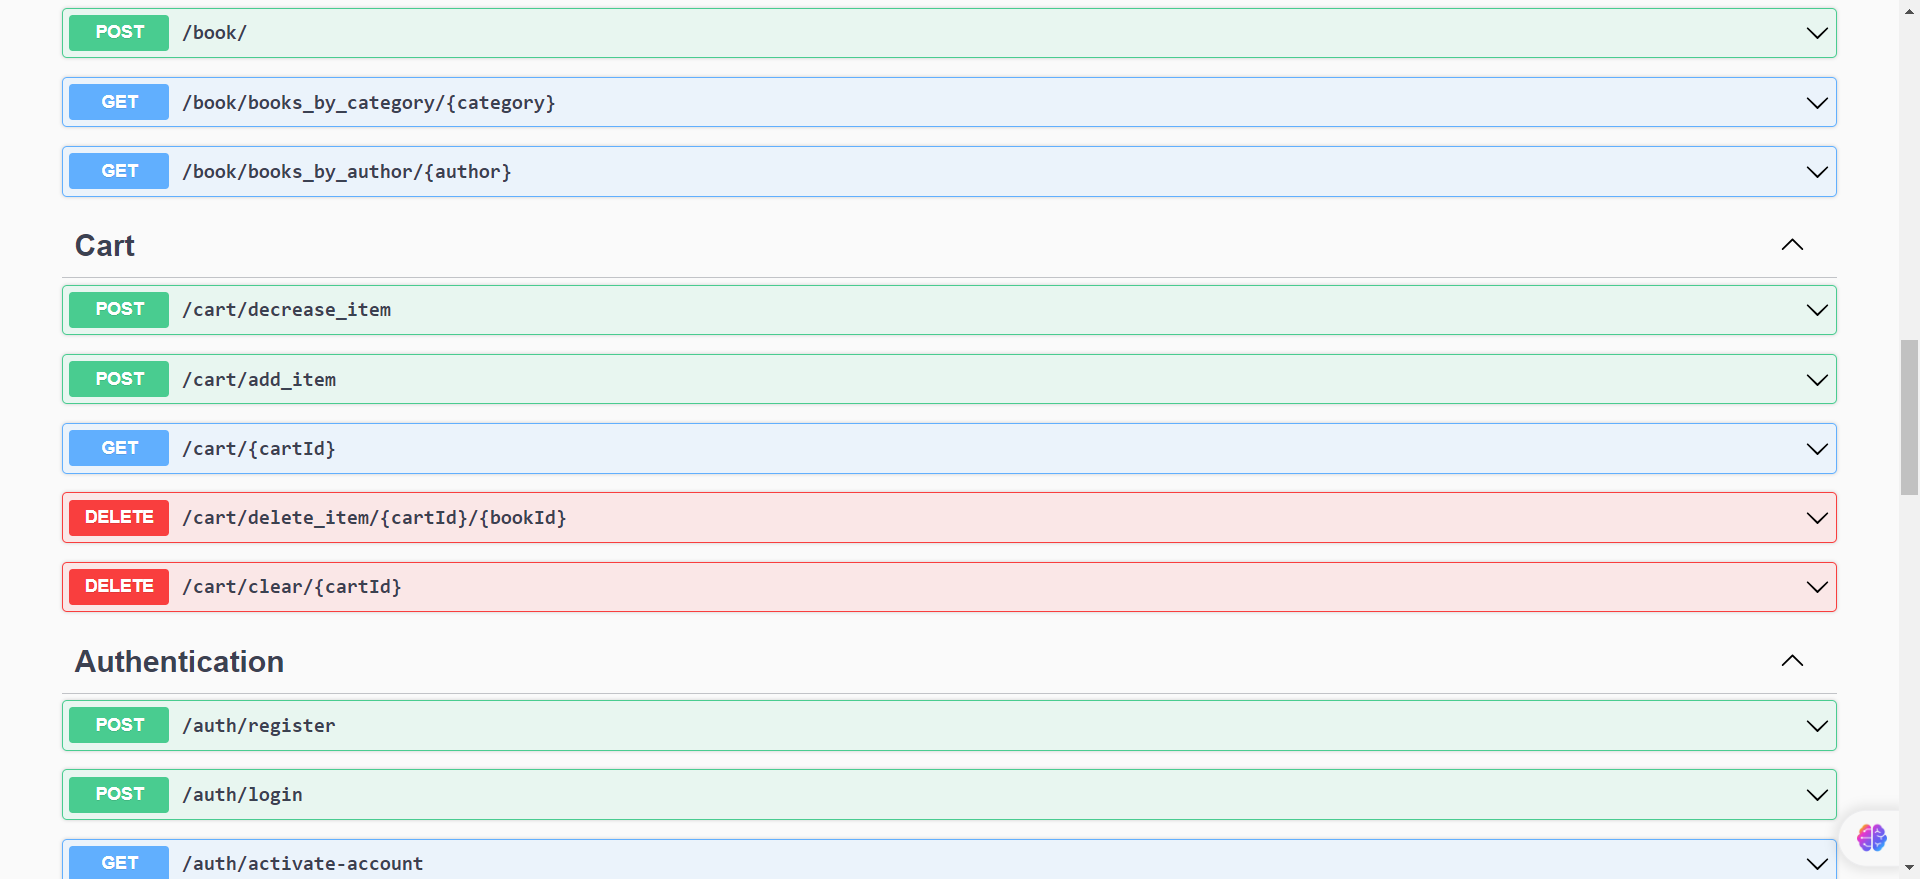 POST /book/
GET /book/books_by_category/{category}
GET /book/books_by_author/{author}
Cart
POST /cart/decrease_item
POST /cart/add_item
GET /cart/{cartId}
DELETE /cart/delete_item/{cartId}/{bookId}
DELETE /cart/clear/{cartId}
Authentication
POST /auth/register
POST /auth/login
GET /auth/activate-account